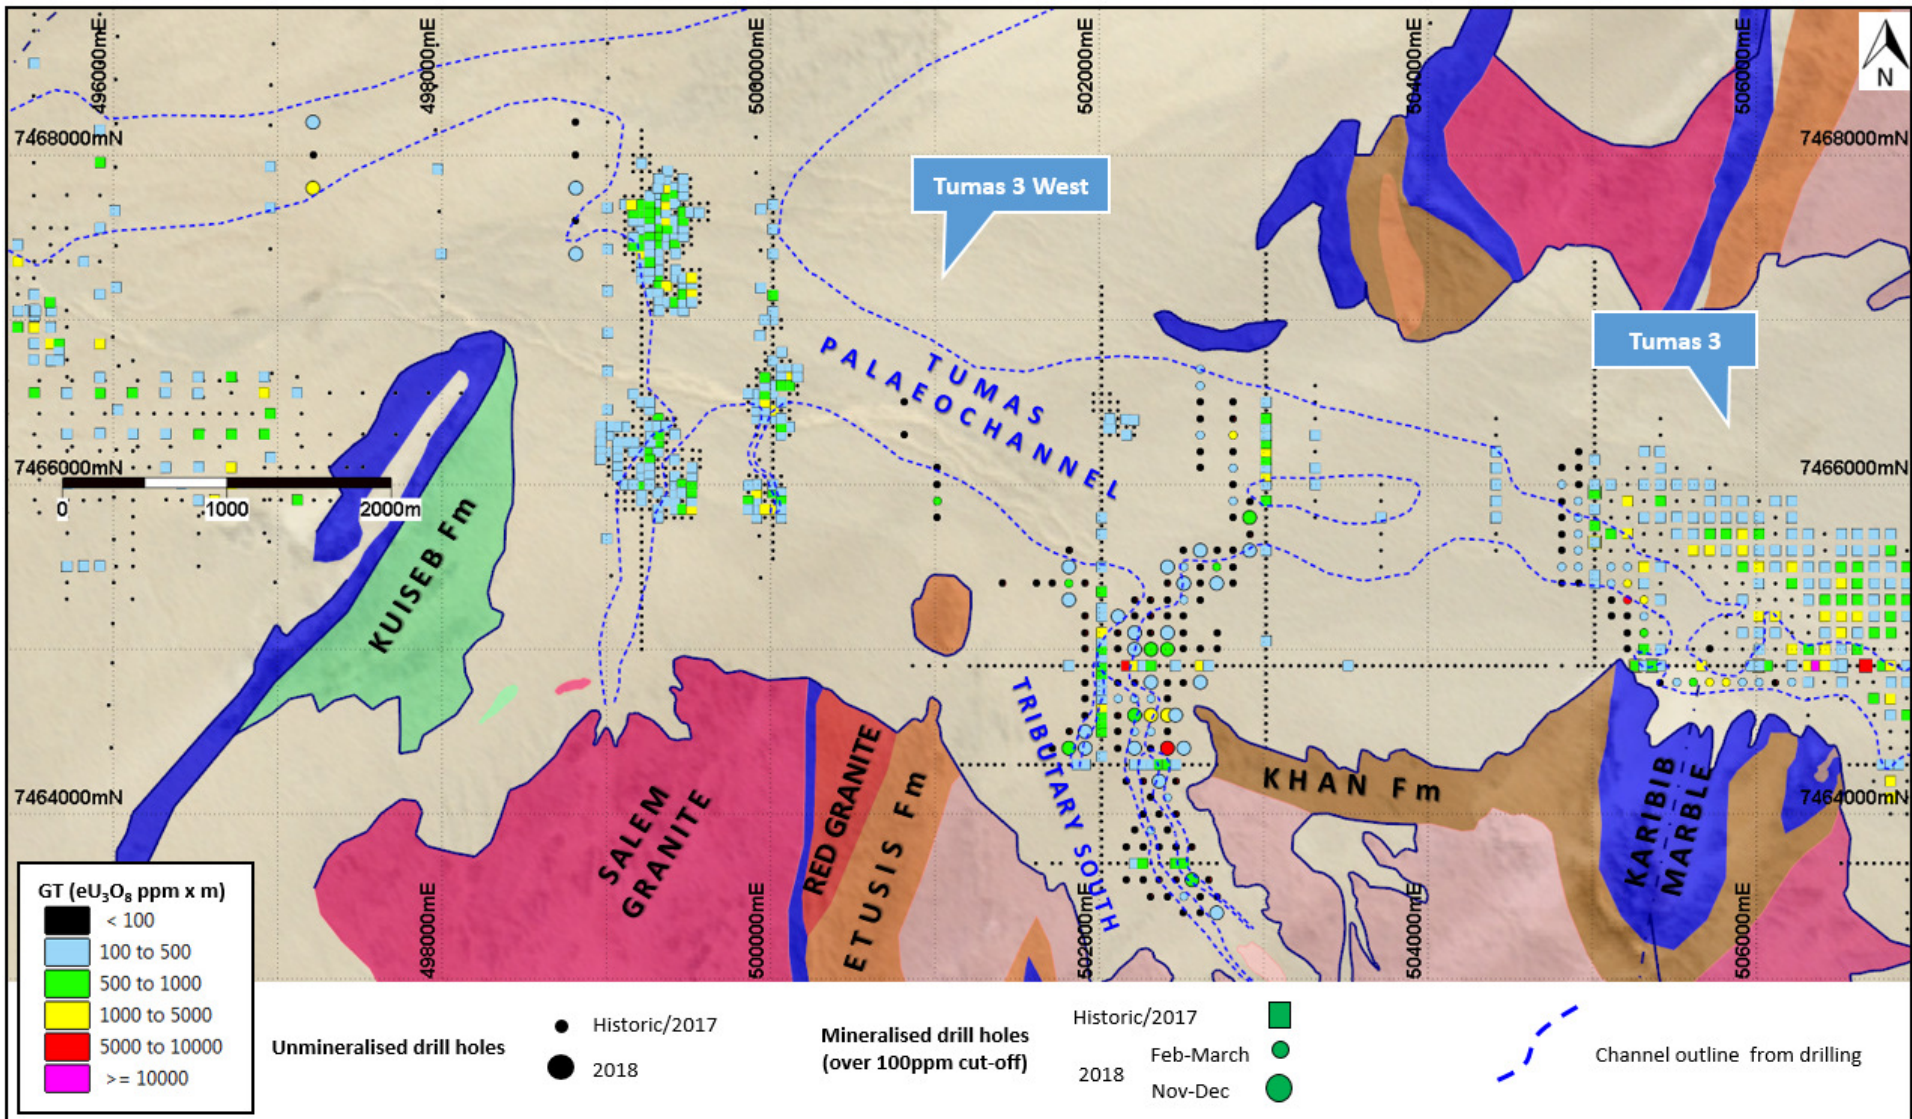 496000mE
498000mE
500000mE
502000mE
504000mE
506000mE
N
7468000mN
7468000mN
Tumas 3 West
Tumas 3
TUMAS
PALAEOCHANNEL
7466000mN
7466000mN
0
1000
2000m
KUISEB Fm
TRIBUTARY SOUTH
SALEM
GRANITE
RED GRANITE
ETUSIS Fm
KHAN Fm
KARIBIB
MARBLE
7464000mN
7464000mN
498000mE
500000mE
502000mE
504000mE
506000mE
GT (eU₃O₈ ppm x m)
< 100
100 to 500
500 to 1000
1000 to 5000
5000 to 10000
>= 10000
Unmineralised drill holes
Historic/2017
2018
Mineralised drill holes
(over 100ppm cut-off)
Historic/2017
2018
Feb-March
Nov-Dec
Channel outline from drilling